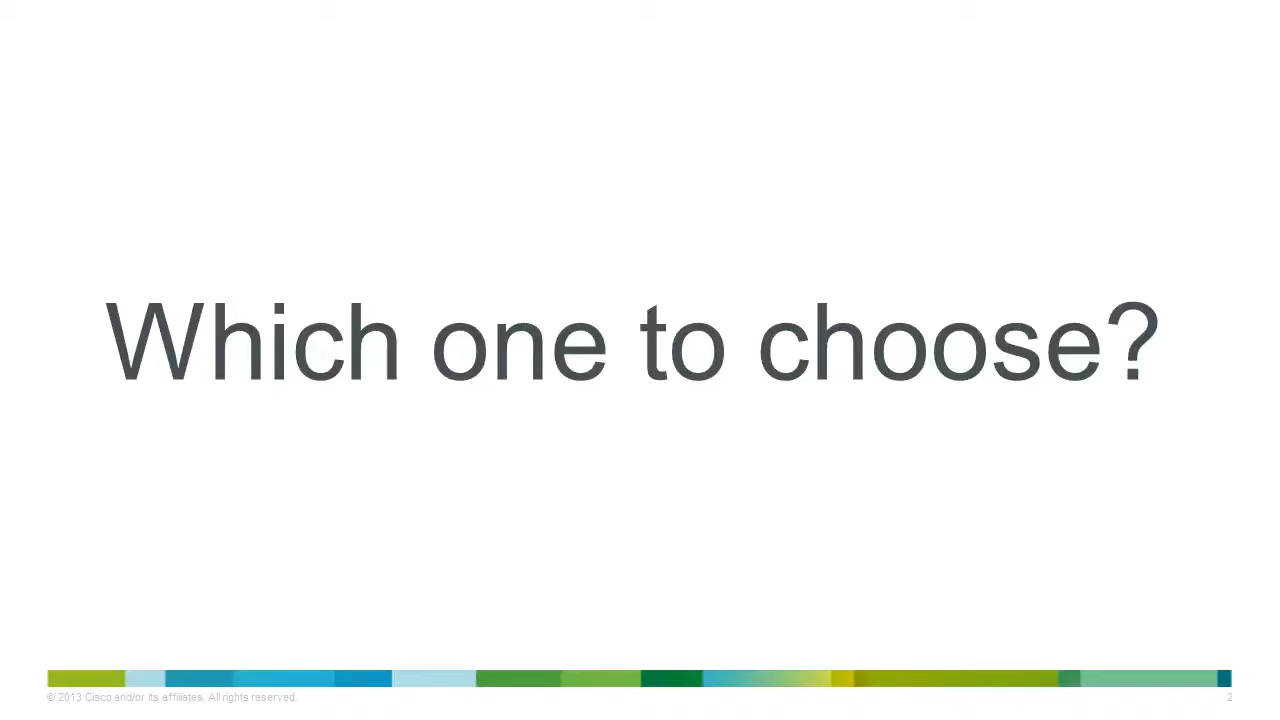 Which one to choose?
© 2013 Cisco and/or its affiliates. All rights reserved.
2